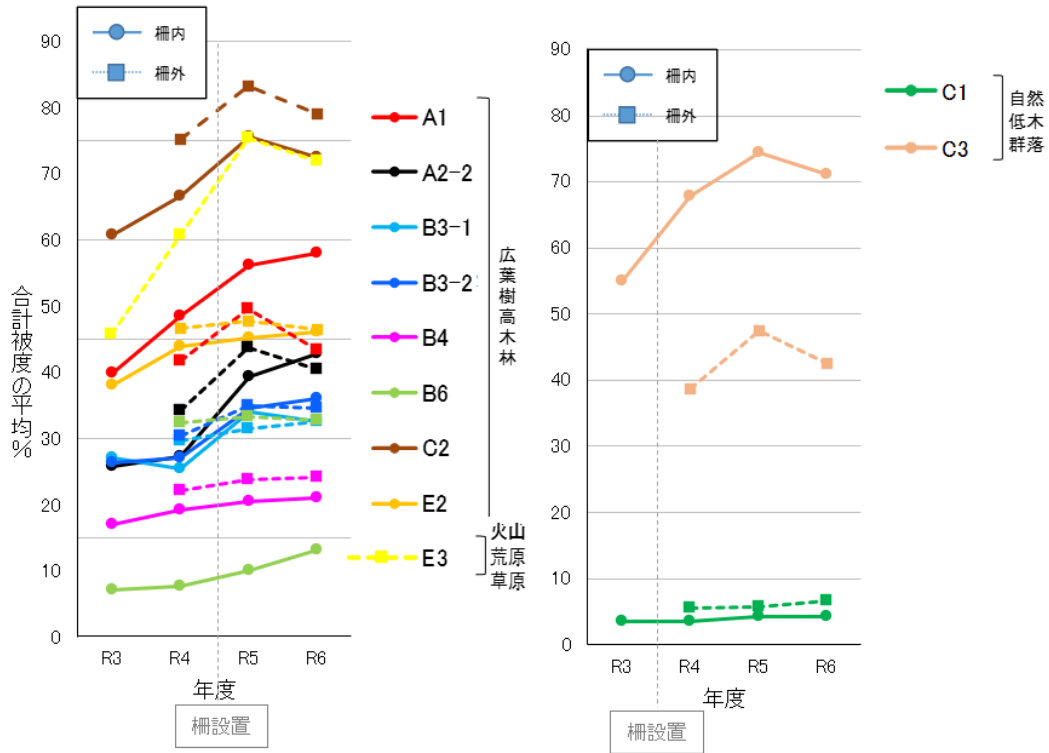 柵内
柵外
90
80
70
60
50
40
30
20
10
0
合計被度の平均%
R3
R4
R5
R6
年度
柵設置
A1
A2-2
B3-1
B3-2
B4
B6
C2
E2
E3
広葉樹高木林
火山
荒原
草原
柵内
柵外
90
80
70
60
50
40
30
20
10
0
R3
R4
R5
R6
年度
柵設置
C1
C3
自然
低木
群落